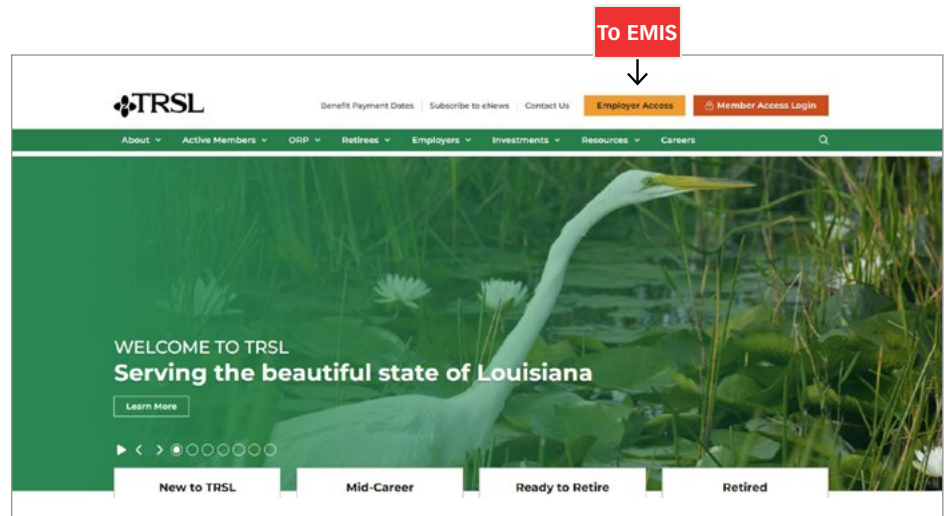 To EMIS
TRSL
Benefit Payment Dates Subscribe to eNews Contact Us Employer Access Member Access Login
About Active Members ORP Retirees Employers Investments Resources Careers
WELCOME TO TRSL
Serving the beautiful state of Louisiana
Learn More
New to TRSL Mid-Career Ready to Retire Retired